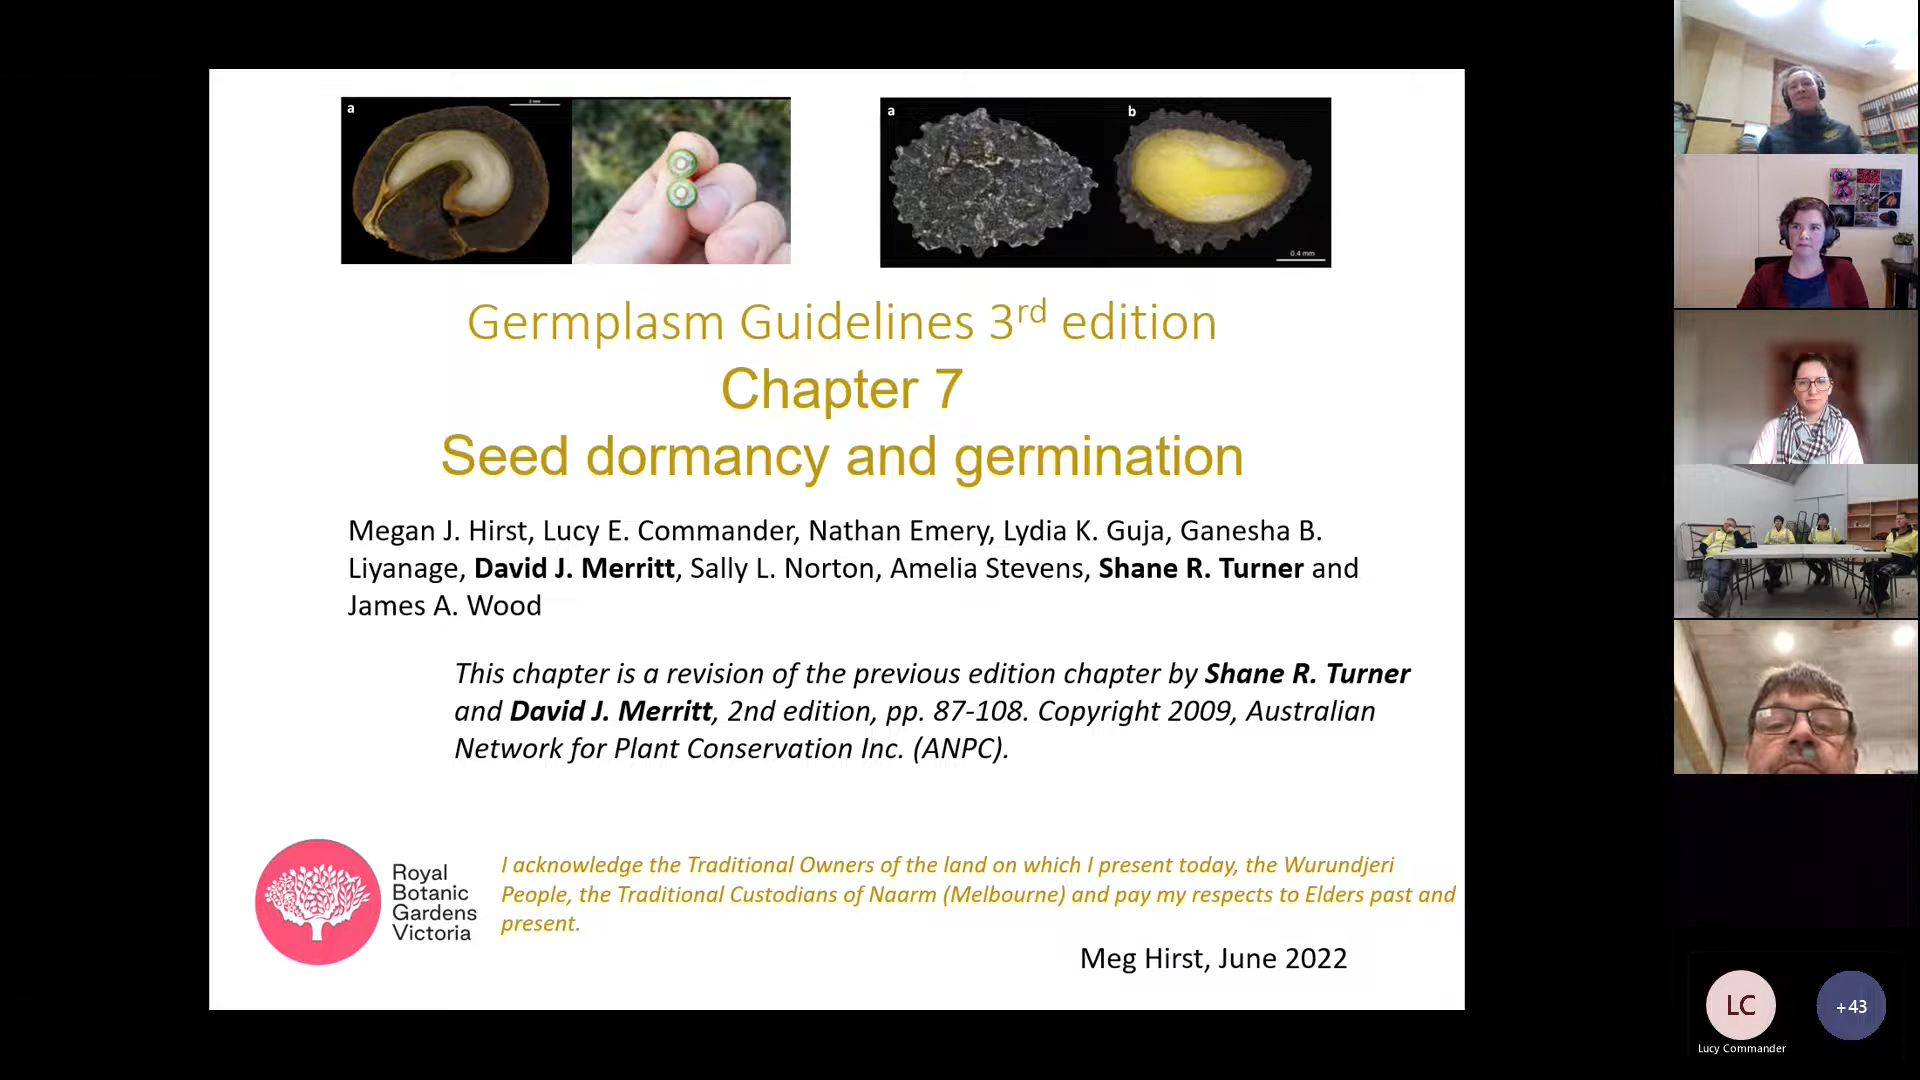 a
a
b
0.4 mm
Germplasm Guidelines 3rd edition
Chapter 7
Seed dormancy and germination
Megan J. Hirst, Lucy E. Commander, Nathan Emery, Lydia K. Guja, Ganesha B.
Liyanage, David J. Merritt, Sally L. Norton, Amelia Stevens, Shane R. Turner and
James A. Wood
This chapter is a revision of the previous edition chapter by Shane R. Turner
and David J. Merritt, 2nd edition, pp. 87-108. Copyright 2009, Australian
Network for Plant Conservation Inc. (ANPC).
Royal
Botanic
Gardens
Victoria
I acknowledge the Traditional Owners of the land on which I present today, the Wurundjeri
People, the Traditional Custodians of Naarm (Melbourne) and pay my respects to Elders past and
present.
Meg Hirst, June 2022
LC
+43
Lucy Commander